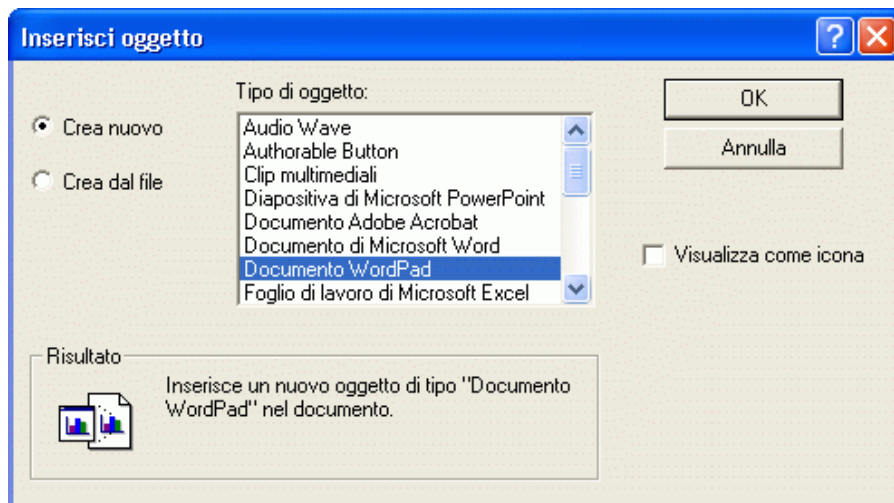 Inserisci oggetto
Tipo di oggetto:
Crea nuovo
Crea dal file
Audio Wave
Authorable Button
Clip multimediali
Diapositiva di Microsoft PowerPoint
Documento Adobe Acrobat
Documento di Microsoft Word
Documento WordPad
Foglio di lavoro di Microsoft Excel
OK
Annulla
Visualizza come icona
Risultato
Inserisce un nuovo oggetto di tipo "Documento
WordPad" nel documento.